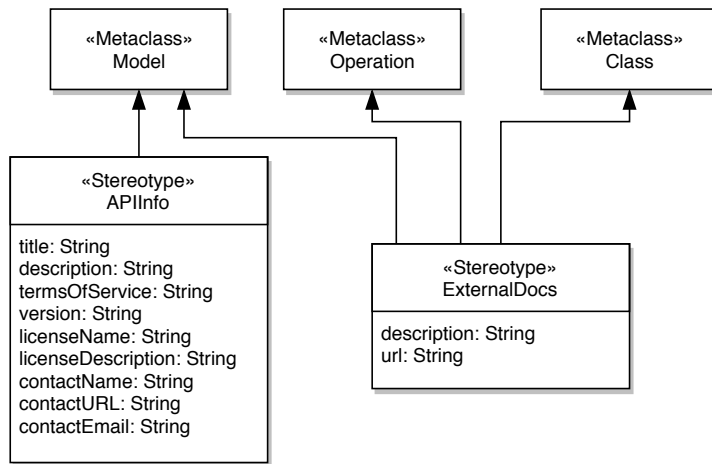 «Metaclass»
Model
«Metaclass»
Operation
«Metaclass»
Class
«Stereotype»
APIInfo
title: String
description: String
termsOfService: String
version: String
licenseName: String
licenseDescription: String
contactName: String
contactURL: String
contactEmail: String
«Stereotype»
ExternalDocs
description: String
url: String